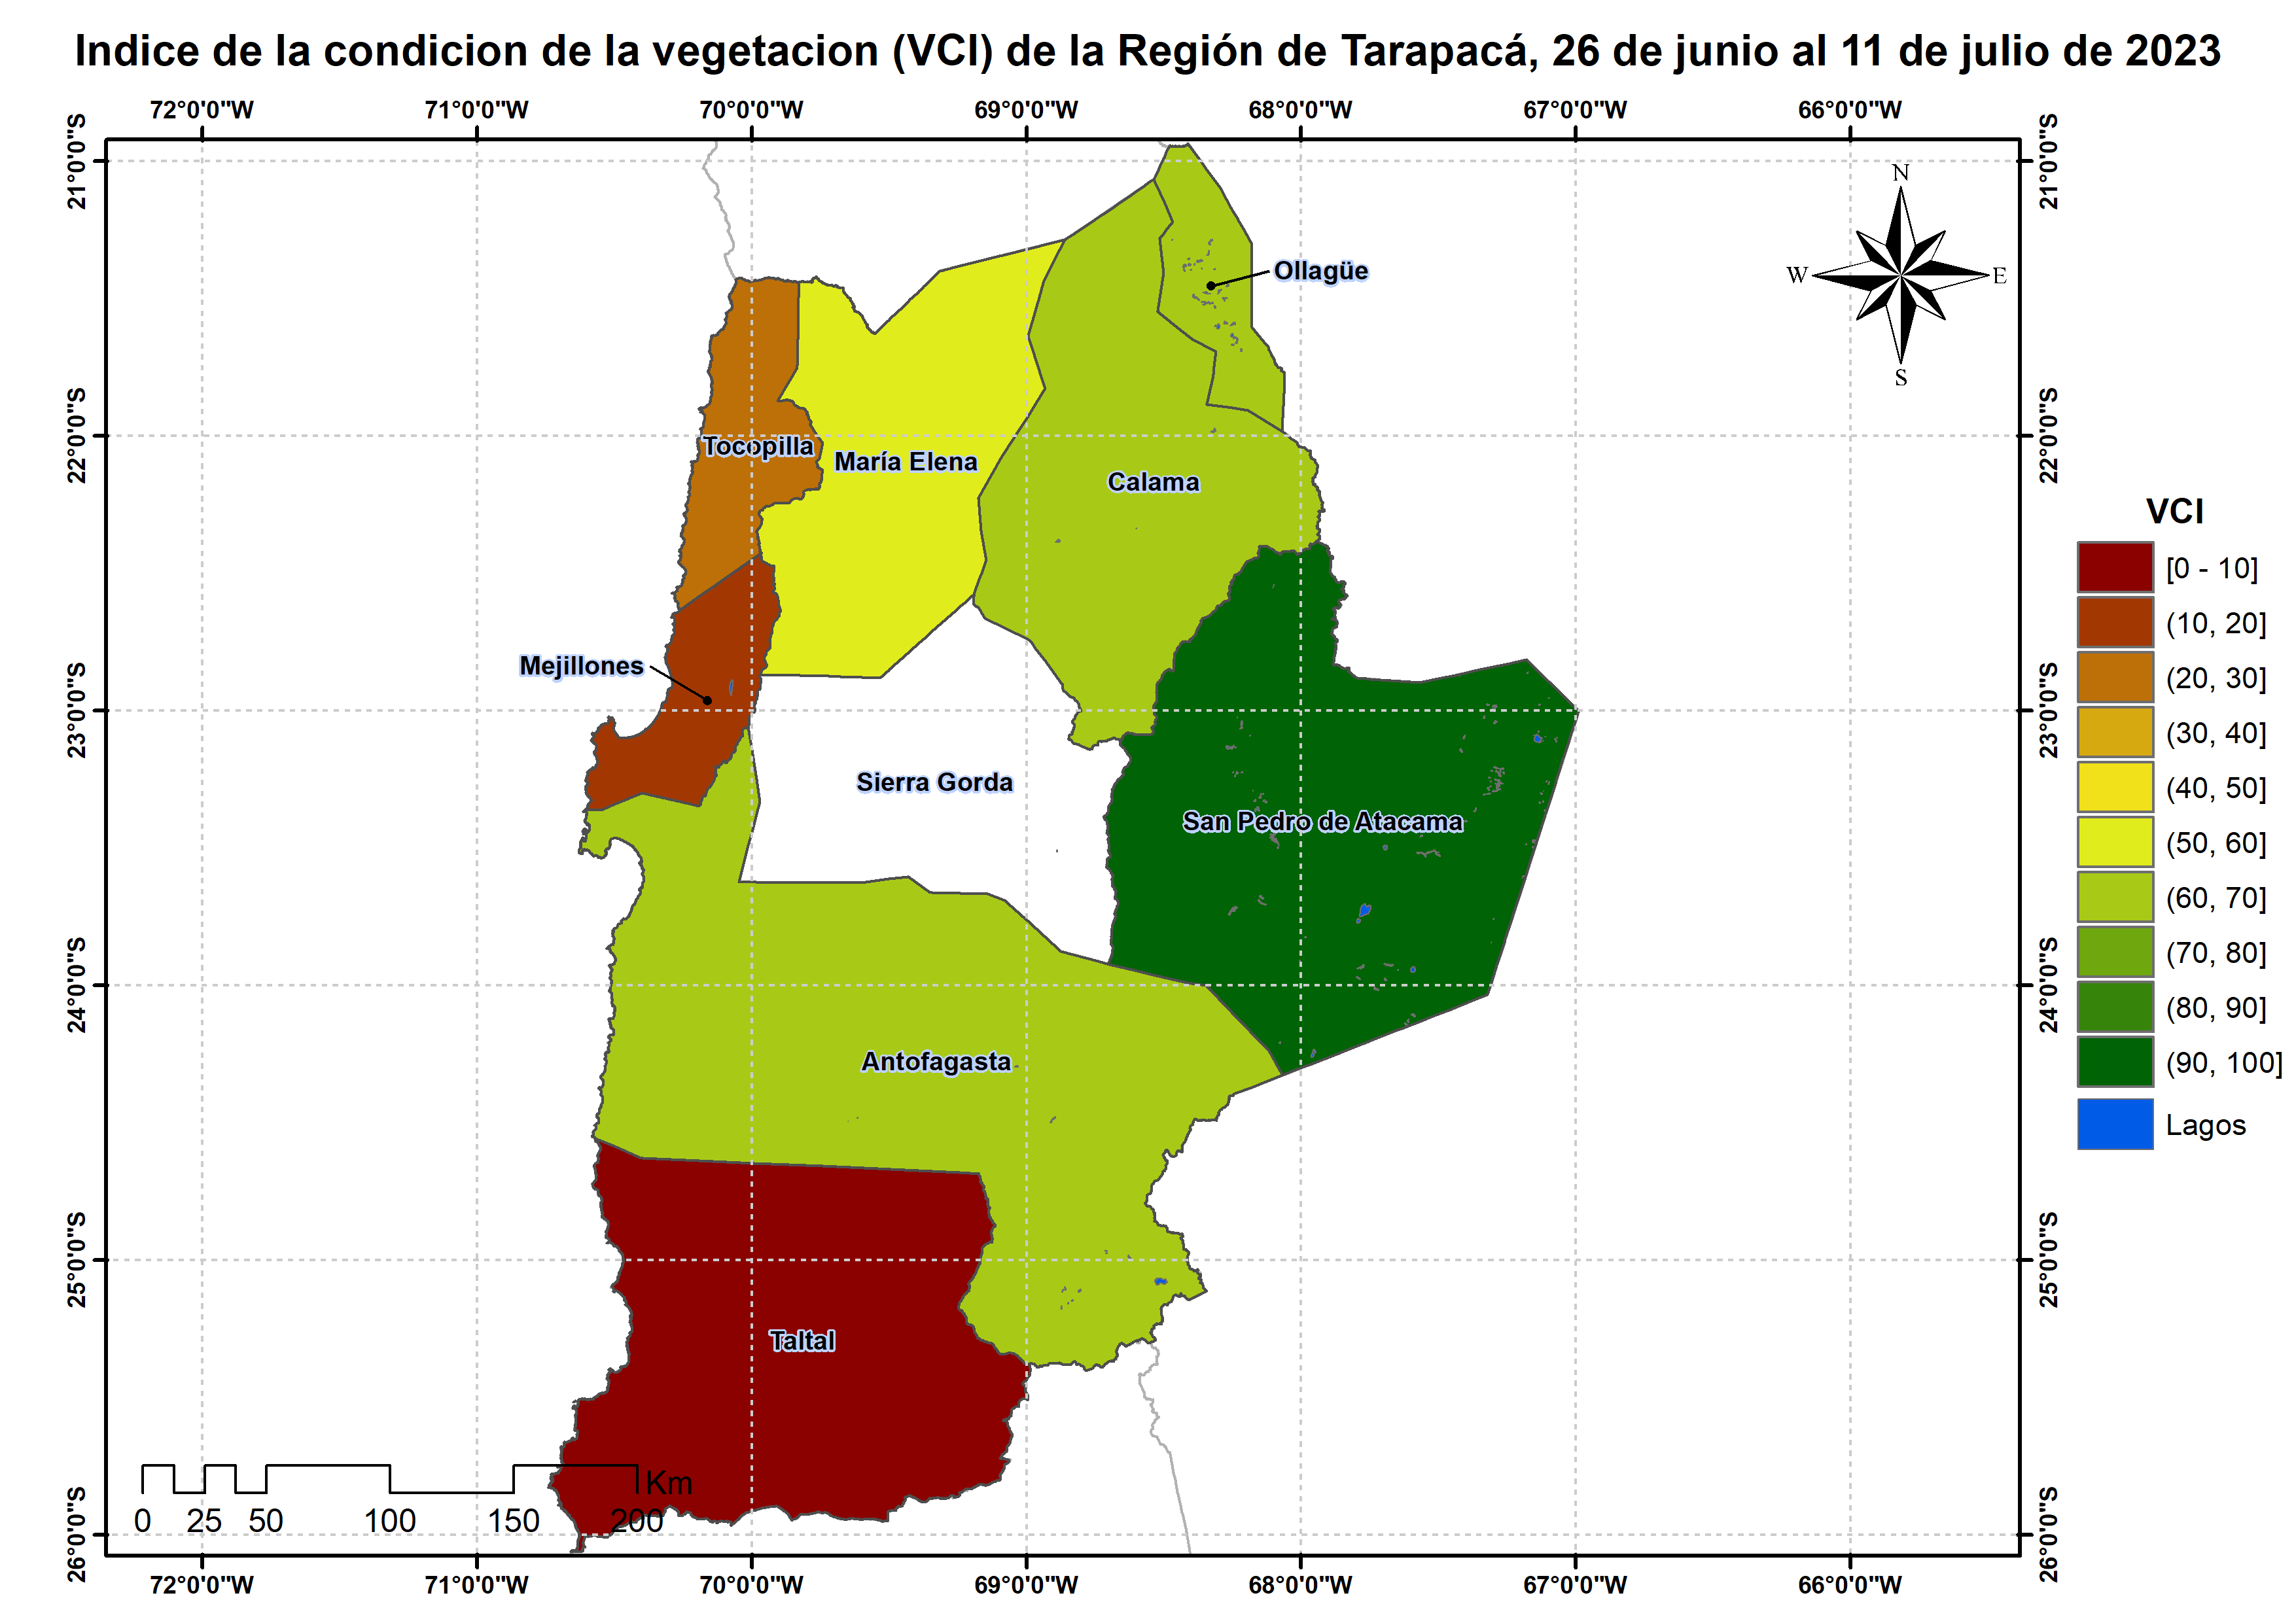 Indice de la condicion de la vegetacion (VCI) de la Región de Tarapacá, 26 de junio al 11 de julio de 2023
72°0'0"W 71°0'0"W 70°0'0"W 69°0'0"W 68°0'0"W 67°0'0"W 66°0'0"W
21°0'0"S 21°0'0"S
N
W E
S
Ollagüe
22°0'0"S 22°0'0"S
Tocopilla
María Elena
Calama
VCI
[0 - 10]
(10, 20]
(20, 30]
(30, 40]
(40, 50]
(50, 60]
(60, 70]
(70, 80]
(80, 90]
(90, 100]
Lagos
Mejillones
23°0'0"S 23°0'0"S
Sierra Gorda
San Pedro de Atacama
24°0'0"S 24°0'0"S
Antofagasta
25°0'0"S 25°0'0"S
Taltal
Km
0 25 50 100 150 200
26°0'0"S 26°0'0"S
72°0'0"W 71°0'0"W 70°0'0"W 69°0'0"W 68°0'0"W 67°0'0"W 66°0'0"W